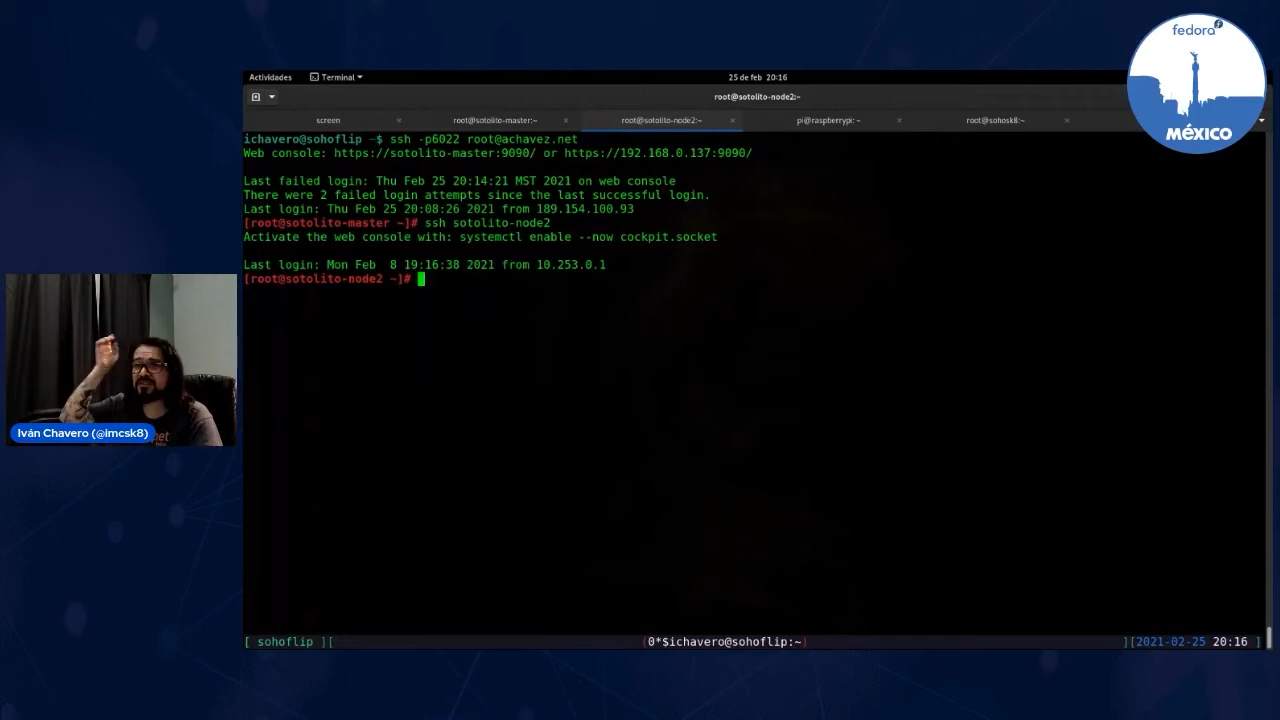 fedora
MÉXICO
Actividades Terminal 25 de feb 20:16
root@sotolito-node2:~
screen × root@sotolito-master:~ × root@sotolito-node2:~ × pi@raspberrypi: ~ × root@sohosk8:~ ×
ichavero@sohoflip ~$ ssh -p6022 root@achavez.net
Web console: https://sotolito-master:9090/ or https://192.168.0.137:9090/
Last failed login: Thu Feb 25 20:14:21 MST 2021 on web console
There were 2 failed login attempts since the last successful login.
Last login: Thu Feb 25 20:08:26 2021 from 189.154.100.93
[root@sotolito-master ~]# ssh sotolito-node2
Activate the web console with: systemctl enable --now cockpit.socket
Last login: Mon Feb  8 19:16:38 2021 from 10.253.0.1
[root@sotolito-node2 ~]#
Iván Chavero (@imcsk8)
[ sohoflip ][ (0*$ichavero@sohoflip:~) ][2021-02-25 20:16 ]